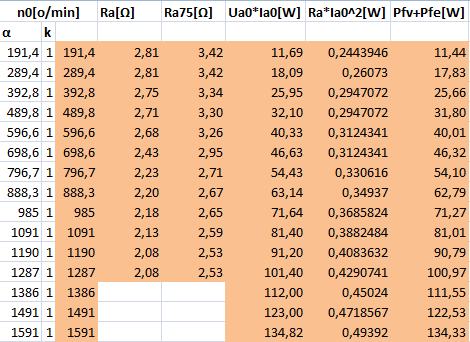 n0[o/min] Ra[Ω] Ra75[Ω] Ua0*Ia0[W] Ra*Ia0^2[W] Pfv+Pfe[W]
α k
191,4 1 191,4 2,81 3,42 11,69 0,2443946 11,44
289,4 1 289,4 2,81 3,42 18,09 0,26073 17,83
392,8 1 392,8 2,75 3,34 25,95 0,2947072 25,66
489,8 1 489,8 2,71 3,30 32,10 0,2947072 31,80
596,6 1 596,6 2,68 3,26 40,33 0,3124341 40,01
698,6 1 698,6 2,43 2,95 46,63 0,3124341 46,32
796,7 1 796,7 2,23 2,71 54,43 0,330616 54,10
888,3 1 888,3 2,20 2,67 63,14 0,34937 62,79
985 1 985 2,18 2,65 71,64 0,3685824 71,27
1091 1 1091 2,13 2,59 81,40 0,3882484 81,01
1190 1 1190 2,08 2,53 91,20 0,4083632 90,79
1287 1 1287 2,08 2,53 101,40 0,4290741 100,97
1386 1 1386 112,00 0,45024 111,55
1491 1 1491 123,00 0,4718567 122,53
1591 1 1591 134,82 0,49392 134,33